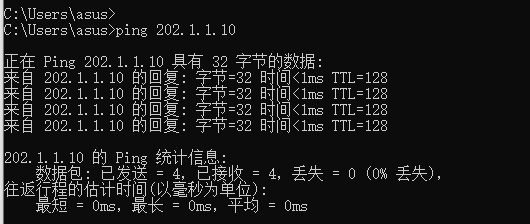 C:\Users\asus>
C:\Users\asus>ping 202.1.1.10
正在 Ping 202.1.1.10 具有 32 字节的数据:
来自 202.1.1.10 的回复: 字节=32 时间<1ms TTL=128
来自 202.1.1.10 的回复: 字节=32 时间<1ms TTL=128
来自 202.1.1.10 的回复: 字节=32 时间<1ms TTL=128
来自 202.1.1.10 的回复: 字节=32 时间<1ms TTL=128
202.1.1.10 的 Ping 统计信息:
数据包: 已发送 = 4, 已接收 = 4, 丢失 = 0 (0% 丢失),
往返行程的估计时间(以毫秒为单位):
最短 = 0ms, 最长 = 0ms, 平均 = 0ms